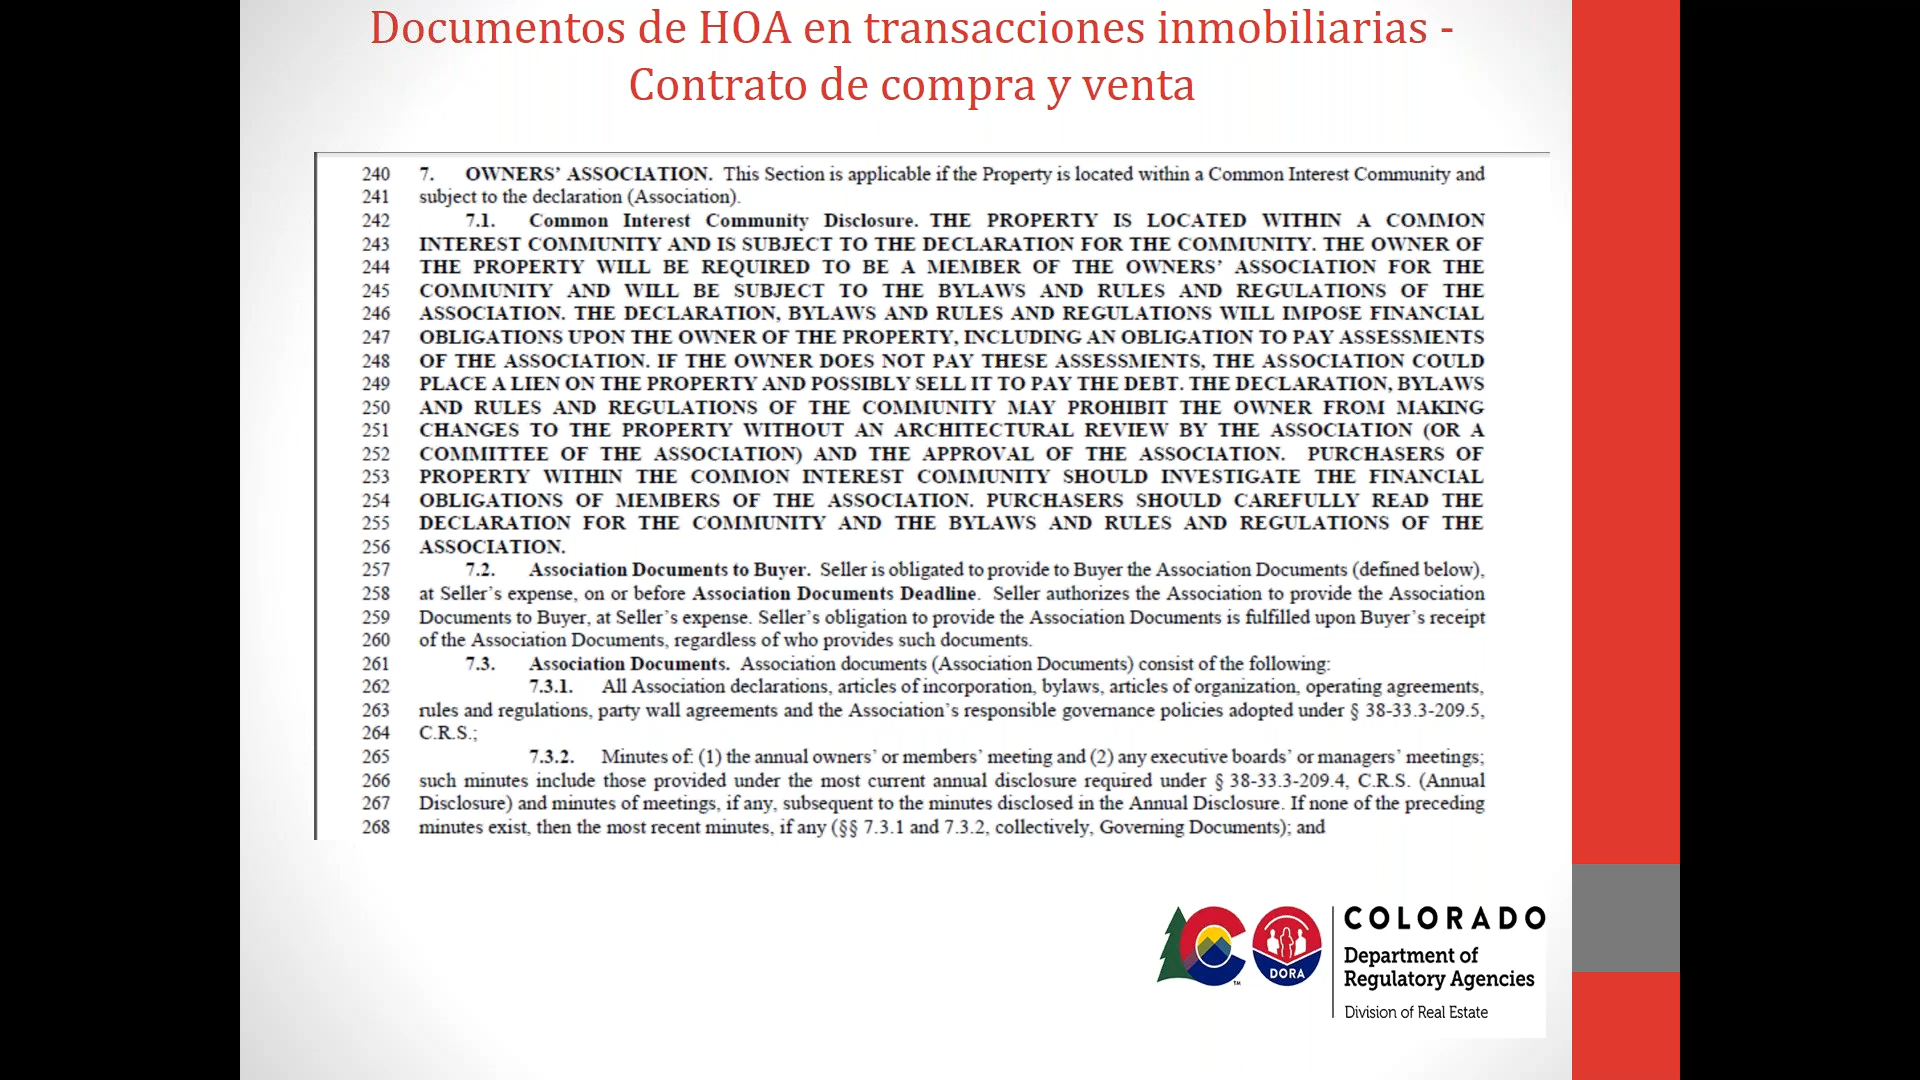 Documentos de HOA en transacciones inmobiliarias -
Contrato de compra y venta
240 7. OWNERS’ ASSOCIATION. This Section is applicable if the Property is located within a Common Interest Community and
241 subject to the declaration (Association).
242 7.1. Common Interest Community Disclosure. THE PROPERTY IS LOCATED WITHIN A COMMON
243 INTEREST COMMUNITY AND IS SUBJECT TO THE DECLARATION FOR THE COMMUNITY. THE OWNER OF
244 THE PROPERTY WILL BE REQUIRED TO BE A MEMBER OF THE OWNERS’ ASSOCIATION FOR THE
245 COMMUNITY AND WILL BE SUBJECT TO THE BYLAWS AND RULES AND REGULATIONS OF THE
246 ASSOCIATION. THE DECLARATION, BYLAWS AND RULES AND REGULATIONS WILL IMPOSE FINANCIAL
247 OBLIGATIONS UPON THE OWNER OF THE PROPERTY, INCLUDING AN OBLIGATION TO PAY ASSESSMENTS
248 OF THE ASSOCIATION. IF THE OWNER DOES NOT PAY THESE ASSESSMENTS, THE ASSOCIATION COULD
249 PLACE A LIEN ON THE PROPERTY AND POSSIBLY SELL IT TO PAY THE DEBT. THE DECLARATION, BYLAWS
250 AND RULES AND REGULATIONS OF THE COMMUNITY MAY PROHIBIT THE OWNER FROM MAKING
251 CHANGES TO THE PROPERTY WITHOUT AN ARCHITECTURAL REVIEW BY THE ASSOCIATION (OR A
252 COMMITTEE OF THE ASSOCIATION) AND THE APPROVAL OF THE ASSOCIATION. PURCHASERS OF
253 PROPERTY WITHIN THE COMMON INTEREST COMMUNITY SHOULD INVESTIGATE THE FINANCIAL
254 OBLIGATIONS OF MEMBERS OF THE ASSOCIATION. PURCHASERS SHOULD CAREFULLY READ THE
255 DECLARATION FOR THE COMMUNITY AND THE BYLAWS AND RULES AND REGULATIONS OF THE
256 ASSOCIATION.
257 7.2. Association Documents to Buyer. Seller is obligated to provide to Buyer the Association Documents (defined below),
258 at Seller’s expense, on or before Association Documents Deadline. Seller authorizes the Association to provide the Association
259 Documents to Buyer, at Seller’s expense. Seller’s obligation to provide the Association Documents is fulfilled upon Buyer’s receipt
260 of the Association Documents, regardless of who provides such documents.
261 7.3. Association Documents. Association documents (Association Documents) consist of the following:
262 7.3.1. All Association declarations, articles of incorporation, bylaws, articles of organization, operating agreements,
263 rules and regulations, party wall agreements and the Association’s responsible governance policies adopted under § 38-33.3-209.5,
264 C.R.S.;
265 7.3.2. Minutes of: (1) the annual owners’ or members’ meeting and (2) any executive boards’ or managers’ meetings;
266 such minutes include those provided under the most current annual disclosure required under § 38-33.3-209.4, C.R.S. (Annual
267 Disclosure) and minutes of meetings, if any, subsequent to the minutes disclosed in the Annual Disclosure. If none of the preceding
268 minutes exist, then the most recent minutes, if any (§§ 7.3.1 and 7.3.2, collectively, Governing Documents); and
TM
DORA
COLORADO
Department of
Regulatory Agencies
Division of Real Estate